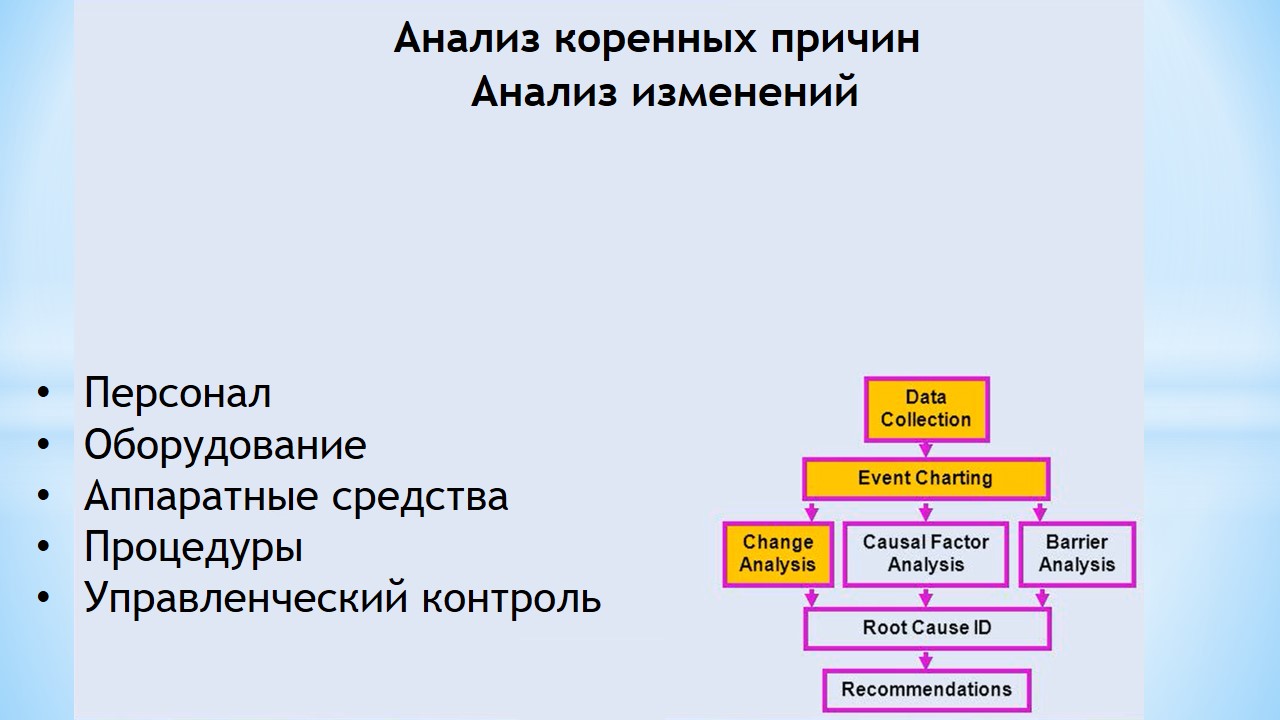 Анализ коренных причин
Анализ изменений
• Персонал
• Оборудование
• Аппаратные средства
• Процедуры
• Управленческий контроль
Data
Collection
Event Charting
Change
Analysis
Causal Factor
Analysis
Barrier
Analysis
Root Cause ID
Recommendations